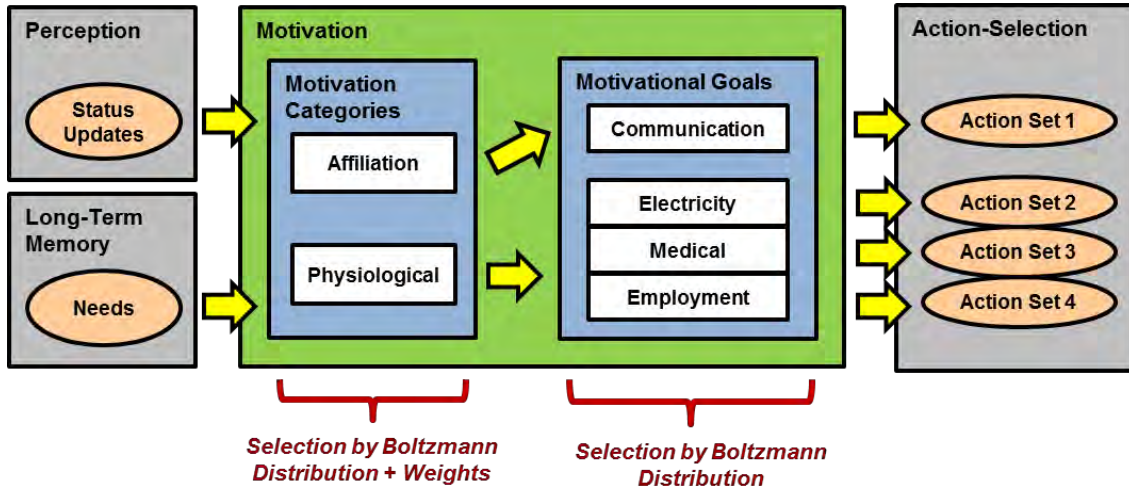 Perception
Status
Updates
Long-Term
Memory
Needs
Motivation
Motivation
Categories
Affiliation
Physiological
Motivational Goals
Communication
Electricity
Medical
Employment
Action-Selection
Action Set 1
Action Set 2
Action Set 3
Action Set 4
Selection by Boltzmann
Distribution + Weights
Selection by Boltzmann
Distribution